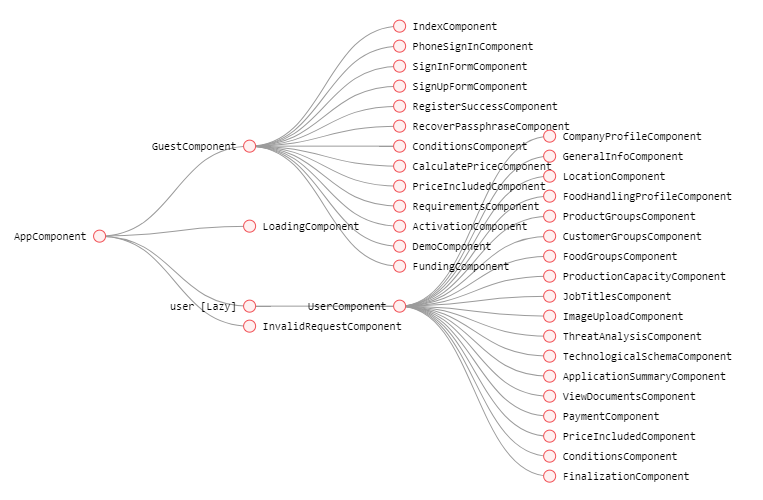 IndexComponent
PhoneSignInComponent
SignInFormComponent
SignUpFormComponent
RegisterSuccessComponent
RecoverPassphraseComponent
CompanyProfileComponent
GuestComponent
ConditionsComponent
GeneralInfoComponent
CalculatePriceComponent
LocationComponent
PriceIncludedComponent
FoodHandlingProfileComponent
RequirementsComponent
ProductGroupsComponent
LoadingComponent
ActivationComponent
AppComponent
CustomerGroupsComponent
DemoComponent
FoodGroupsComponent
FundingComponent
ProductionCapacityComponent
JobTitlesComponent
user [Lazy]
UserComponent
ImageUploadComponent
InvalidRequestComponent
ThreatAnalysisComponent
TechnologicalSchemaComponent
ApplicationSummaryComponent
ViewDocumentsComponent
PaymentComponent
PriceIncludedComponent
ConditionsComponent
FinalizationComponent